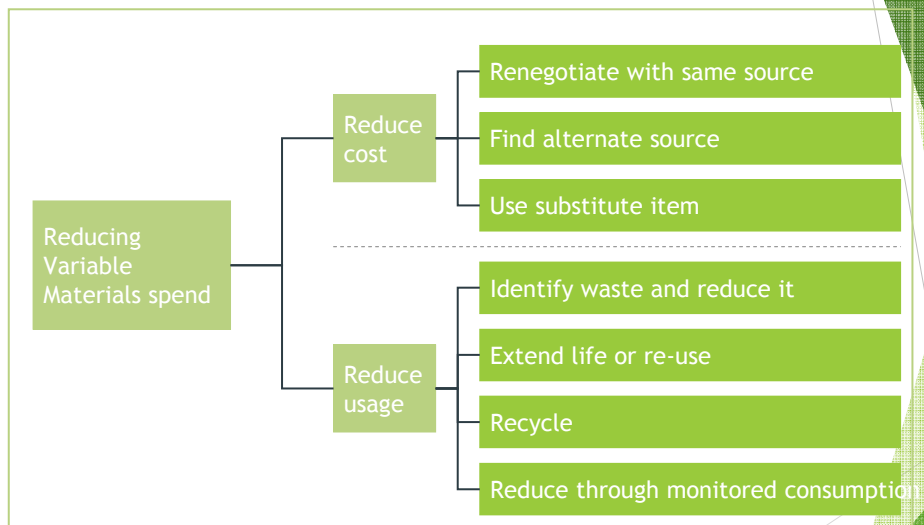 Reducing
Variable
Materials spend
Reduce
cost
Renegotiate with same source
Find alternate source
Use substitute item
Reduce
usage
Identify waste and reduce it
Extend life or re-use
Recycle
Reduce through monitored consumption